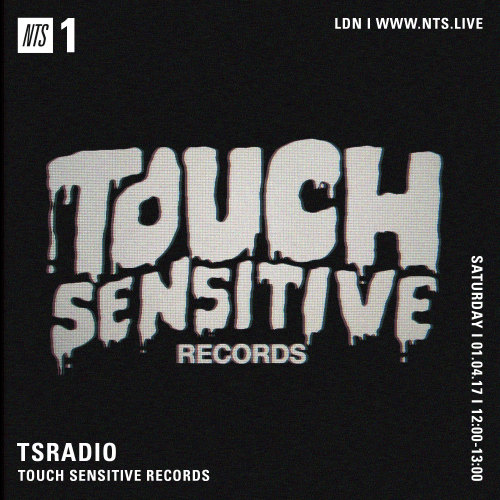 NTS 1
LDN I WWW.NTS.LIVE
TOUCH
SENSITIVE
RECORDS
SATURDAY I 01.04.17 I 12:00-13:00
TSRADIO
TOUCH SENSITIVE RECORDS